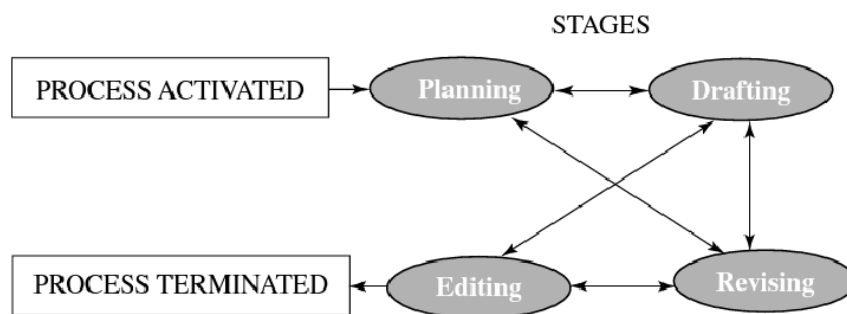 STAGES
PROCESS ACTIVATED
Planning
Drafting
PROCESS TERMINATED
Editing
Revising